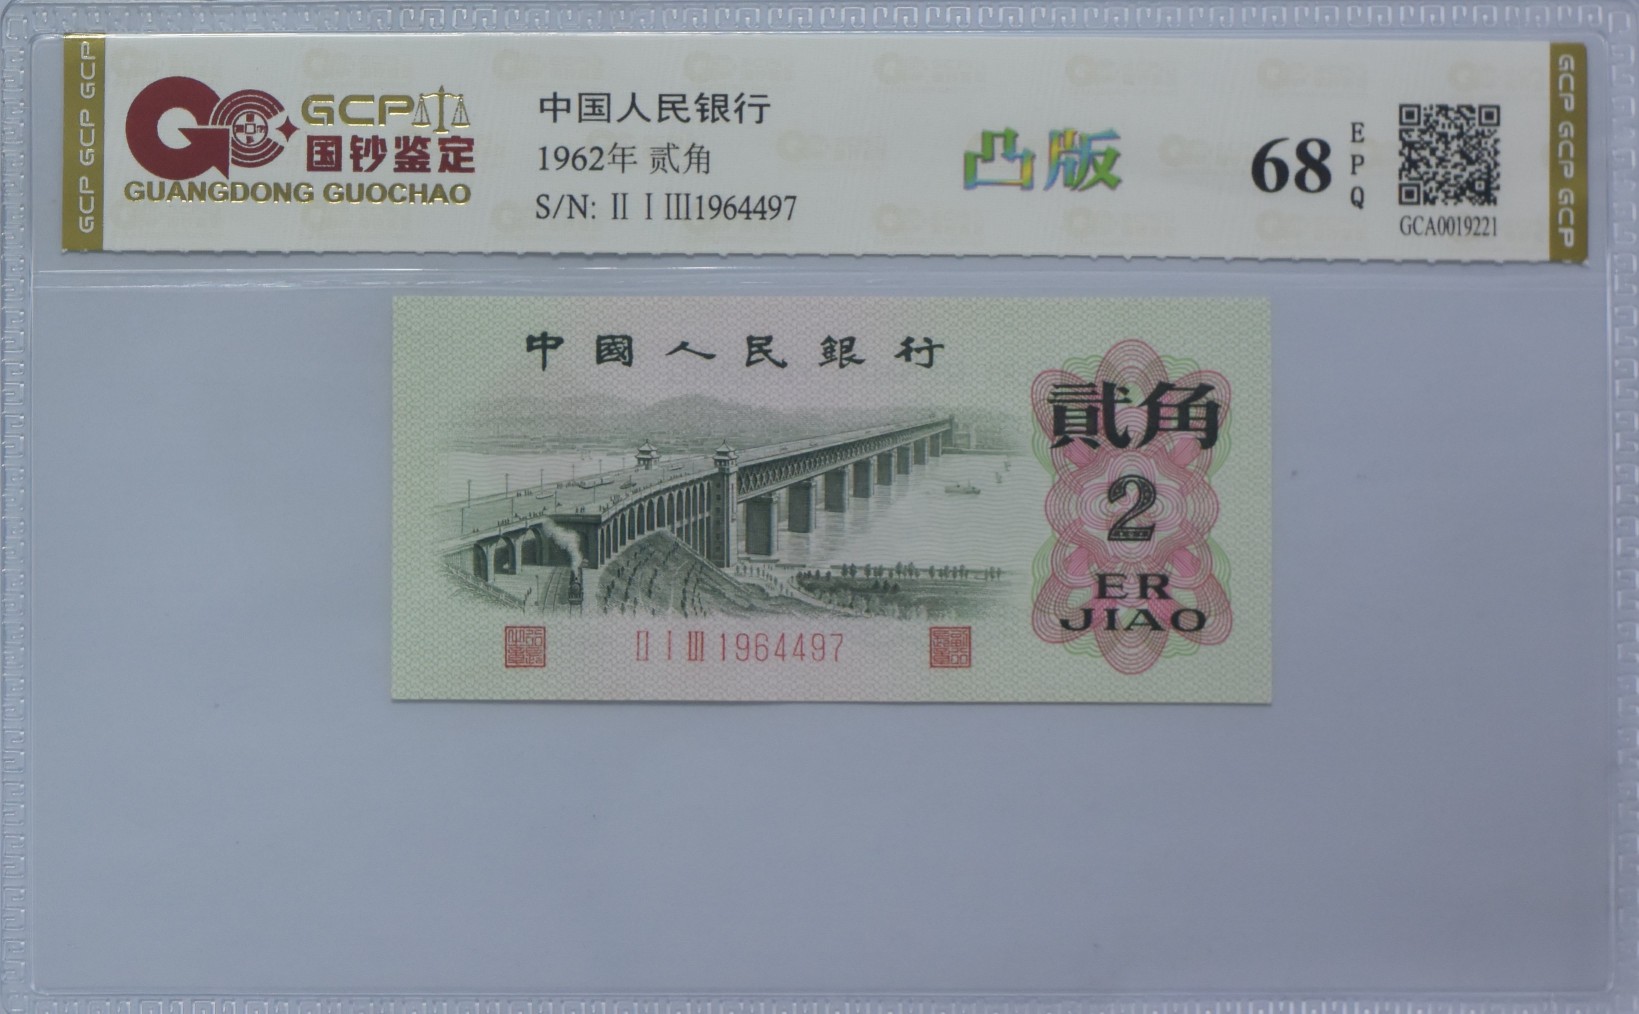 GCP GCP GCP
GCP
国钞鉴定
GUANGDONG GUOCHAO
中国人民银行
1962年 贰角
S/N: Ⅱ Ⅰ Ⅲ1964497
凸版
68
EPQ
GCA0019221
GCP GCP GCP
中國人民銀行
貳角
2
ER
JIAO
Ⅱ Ⅰ Ⅲ 1964497